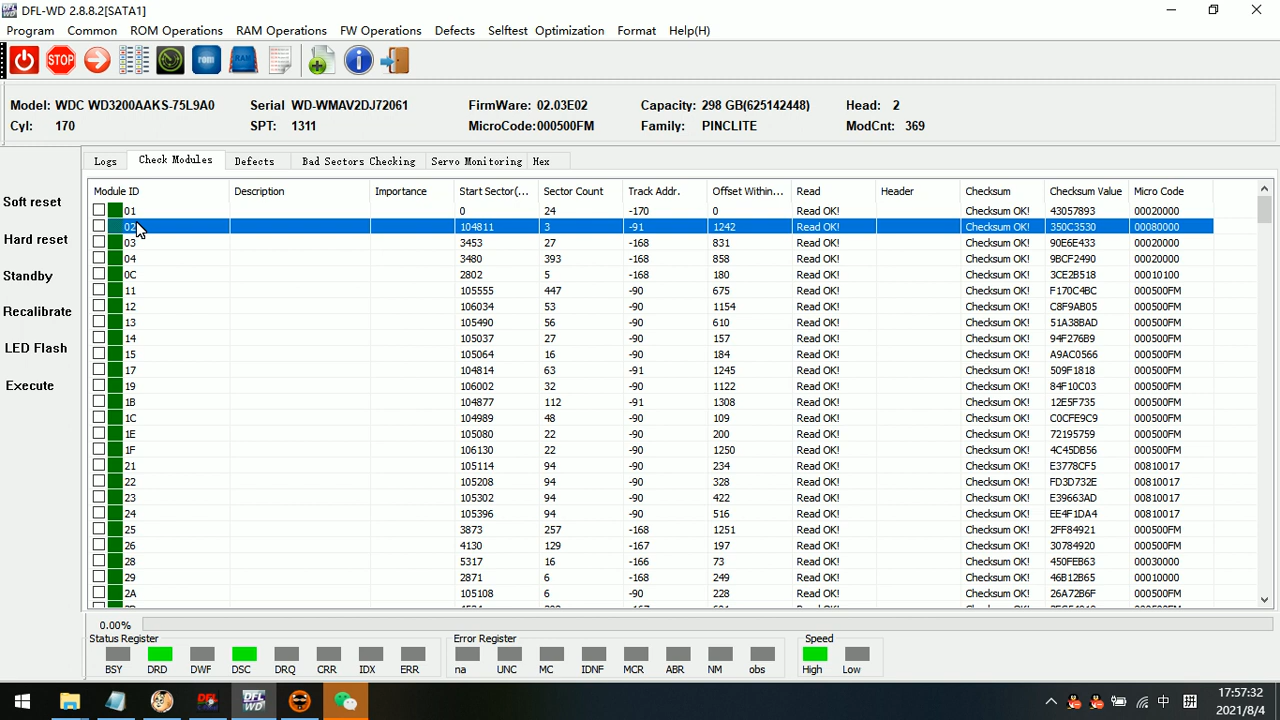 DFL-WD 2.8.8.2[SATA1]
Program Common ROM Operations RAM Operations FW Operations Defects Selftest Optimization Format Help(H)
STOP rom
Model: WDC WD3200AAKS-75L9A0 Serial WD-WMAV2DJ72061 FirmWare: 02.03E02 Capacity: 298 GB(625142448) Head: 2
Cyl: 170 SPT: 1311 MicroCode:000500FM Family: PINCLITE ModCnt: 369
Logs Check Modules Defects Bad Sectors Checking Servo Monitoring Hex
Soft reset
Hard reset
Standby
Recalibrate
LED Flash
Execute
Module ID Description Importance Start Sector(... Sector Count Track Addr. Offset Within... Read Header Checksum Checksum Value Micro Code
01 0 24 -170 0 Read OK! Checksum OK! 43057893 00020000
02 104811 3 -91 1242 Read OK! Checksum OK! 350C3530 00080000
03 3453 27 -168 831 Read OK! Checksum OK! 90E6E433 00020000
04 3480 393 -168 858 Read OK! Checksum OK! 9BCF2490 00020000
0C 2802 5 -168 180 Read OK! Checksum OK! 3CE2B518 00010100
11 105555 447 -90 675 Read OK! Checksum OK! F170C4BC 000500FM
12 106034 53 -90 1154 Read OK! Checksum OK! C8F9AB05 000500FM
13 105490 56 -90 610 Read OK! Checksum OK! 51A38BAD 000500FM
14 105037 27 -90 157 Read OK! Checksum OK! 94F276B9 000500FM
15 105064 16 -90 184 Read OK! Checksum OK! A9AC0566 000500FM
17 104814 63 -91 1245 Read OK! Checksum OK! 509F1818 000500FM
19 106002 32 -90 1122 Read OK! Checksum OK! 84F10C03 000500FM
1B 104877 112 -91 1308 Read OK! Checksum OK! 12E5F735 000500FM
1C 104989 48 -90 109 Read OK! Checksum OK! C0CFE9C9 000500FM
1E 105080 22 -90 200 Read OK! Checksum OK! 72195759 000500FM
1F 106130 22 -90 1250 Read OK! Checksum OK! 4C45DB56 000500FM
21 105114 94 -90 234 Read OK! Checksum OK! E3778CF5 00810017
22 105208 94 -90 328 Read OK! Checksum OK! FD3D732E 00810017
23 105302 94 -90 422 Read OK! Checksum OK! E39663AD 00810017
24 105396 94 -90 516 Read OK! Checksum OK! EE4F1DA4 00810017
25 3873 257 -168 1251 Read OK! Checksum OK! 2FF84921 000500FM
26 4130 129 -167 197 Read OK! Checksum OK! 30784920 000500FM
28 5317 16 -166 73 Read OK! Checksum OK! 450FEB63 00030000
29 2871 6 -168 249 Read OK! Checksum OK! 46B12B65 00010000
2A 105108 6 -90 228 Read OK! Checksum OK! 26A72B6F 000500FM
0.00%
Status Register Error Register Speed
BSY DRD DWF DSC DRQ CRR IDX ERR na UNC MC IDNF MCR ABR NM obs High Low
DFL WD
中 拼
17:57:32
2021/8/4